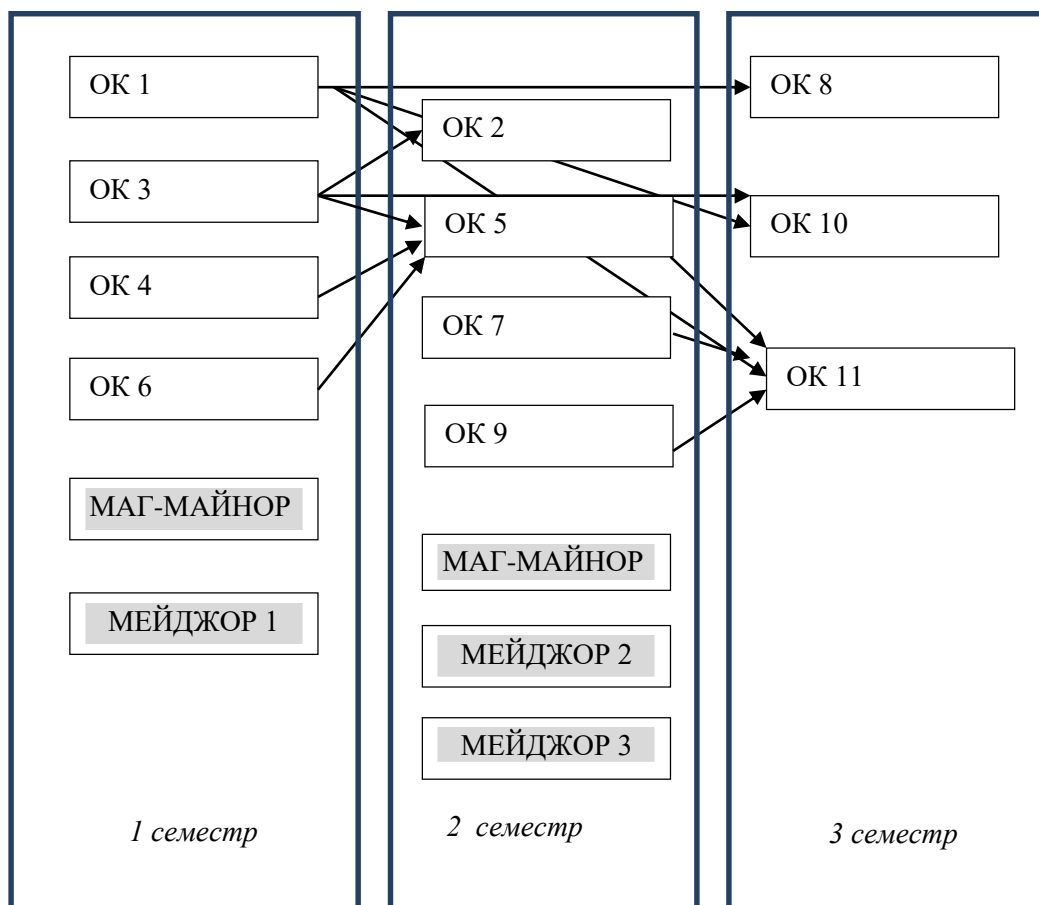 ОК 1
ОК 3
ОК 4
ОК 6
МАГ-МАЙНОР
МЕЙДЖОР 1
1 семестр
ОК 2
ОК 5
ОК 7
ОК 9
МАГ-МАЙНОР
МЕЙДЖОР 2
МЕЙДЖОР 3
2 семестр
ОК 8
ОК 10
ОК 11
3 семестр